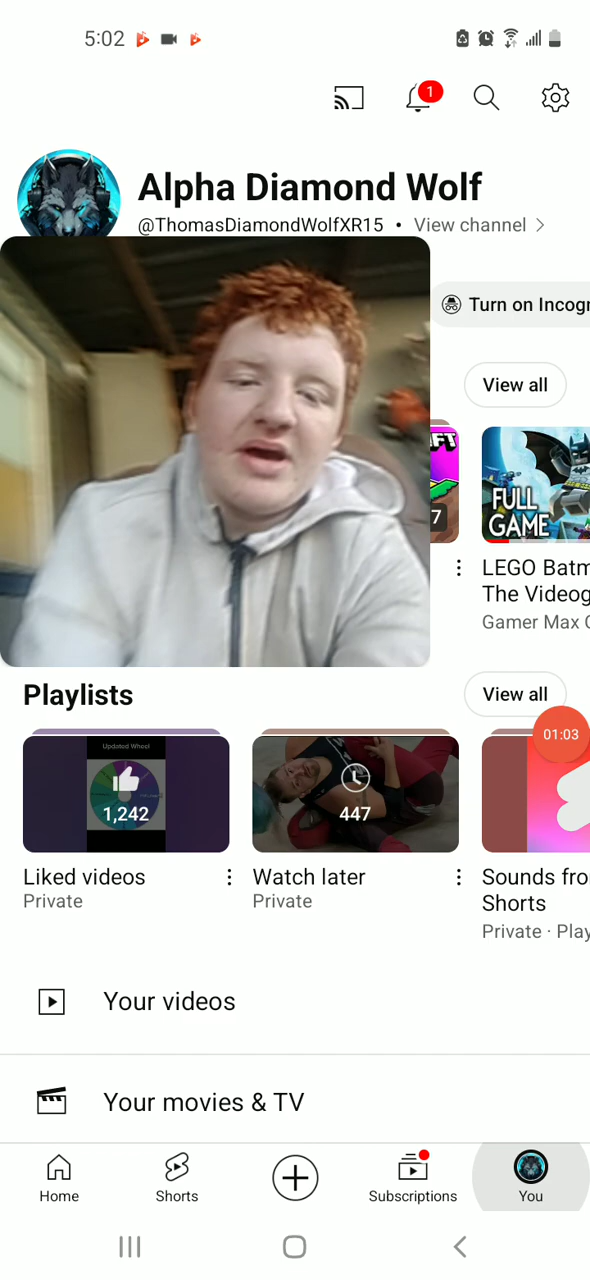 5:02
1
Alpha Diamond Wolf
@ThomasDiamondWolfXR15 • View channel
Turn on Incogn
View all
FT
7
FULL
GAME
LEGO Batm
The Videog
Gamer Max G
Playlists
View all
01:03
Updated Wheel
1,242
447
Liked videos
Watch later
Sounds fro
Private
Private
Shorts
Private · Play
Your videos
Your movies & TV
Home
Shorts
Subscriptions
You